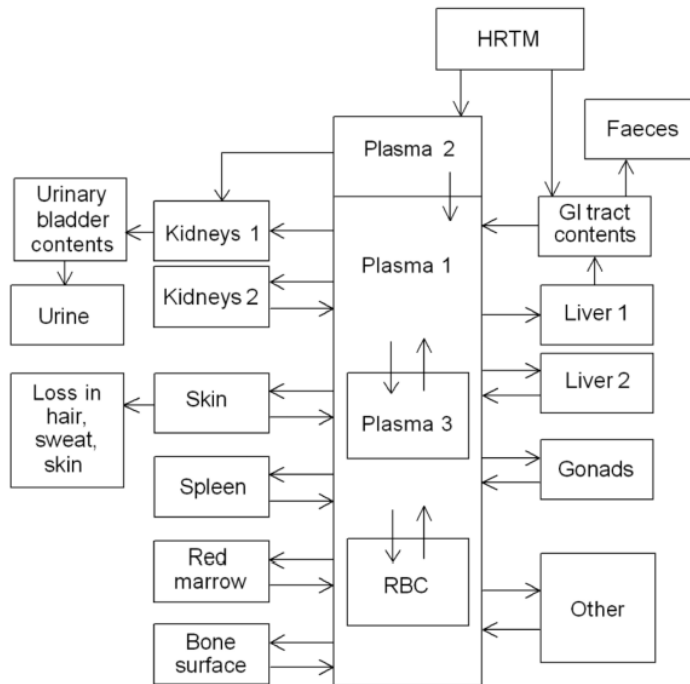 HRTM
Plasma 2
Faeces
Urinary
bladder
contents
Kidneys 1
GI tract
contents
Plasma 1
Kidneys 2
Urine
Liver 1
Liver 2
Loss in
hair,
sweat,
skin
Skin
Plasma 3
Gonads
Spleen
Red
marrow
RBC
Other
Bone
surface